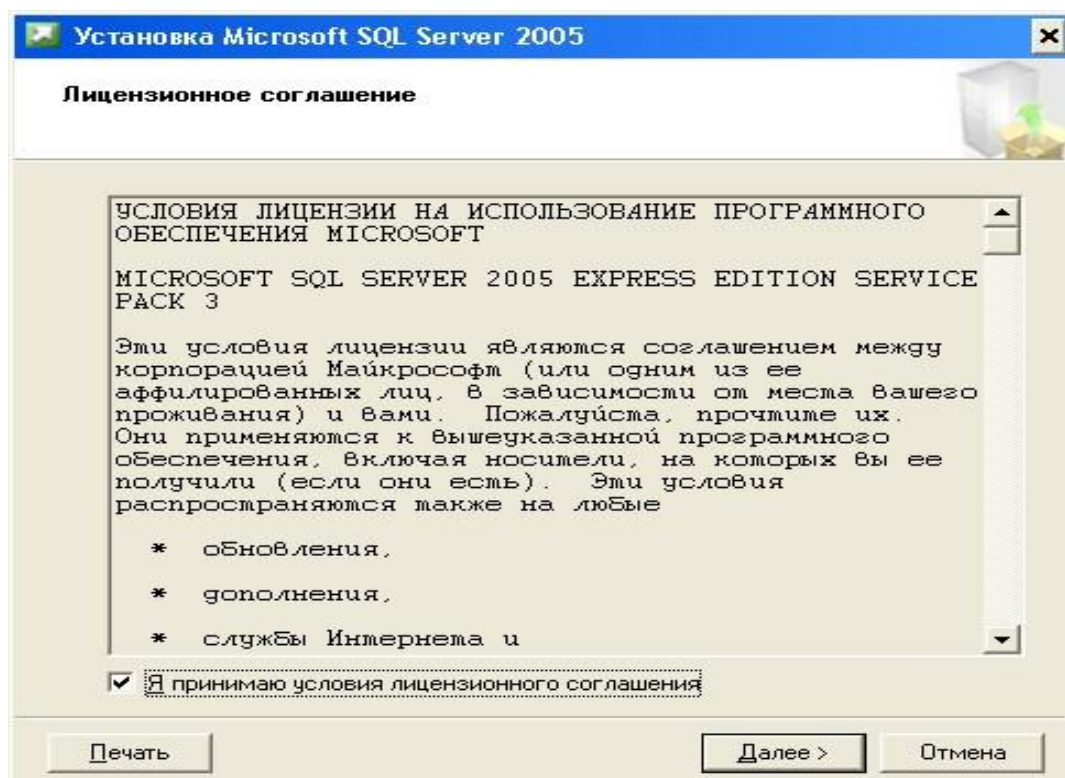 Установка Microsoft SQL Server 2005
Лицензионное соглашение
УСЛОВИЯ ЛИЦЕНЗИИ НА ИСПОЛЬЗОВАНИЕ ПРОГРАММНОГО
ОБЕСПЕЧЕНИЯ MICROSOFT
MICROSOFT SQL SERVER 2005 EXPRESS EDITION SERVICE
PACK 3
Эти условия лицензии являются соглашением между
корпорацией Майкрософт (или одним из ее
аффилированных лиц, в зависимости от места вашего
проживания) и вами. Пожалуйста, прочтите их.
Они применяются к вышеуказанной программного
обеспечения, включая носители, на которых вы ее
получили (если они есть). Эти условия
распространяются также на любые
* обновления,
* дополнения,
* службы Интернета и
Я принимаю условия лицензионного соглашения
Печать
Далее >
Отмена